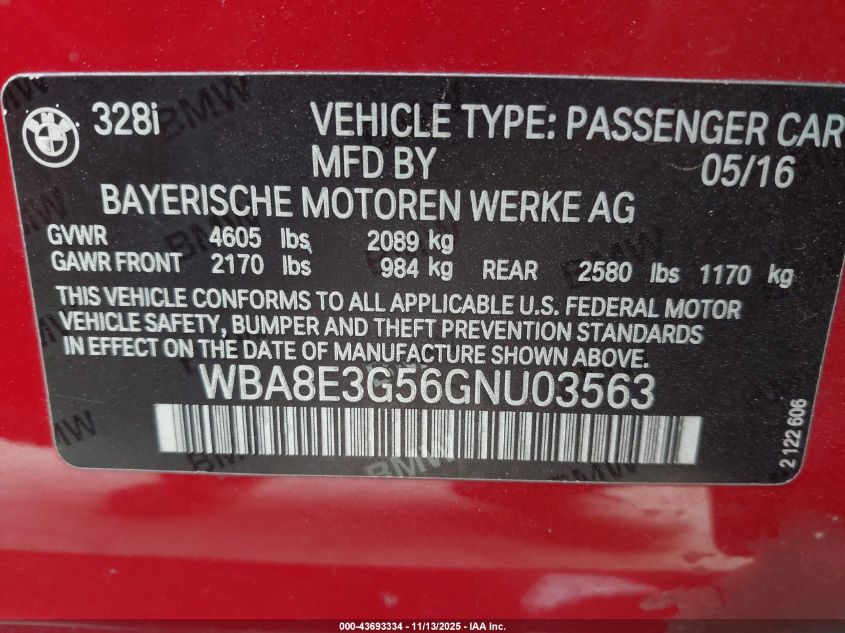 328i VEHICLE TYPE: PASSENGER CAR
MFD BY 05/16
BAYERISCHE MOTOREN WERKE AG
GVWR 4605 lbs 2089 kg
GAWR FRONT 2170 lbs 984 kg REAR 2580 lbs 1170 kg
THIS VEHICLE CONFORMS TO ALL APPLICABLE U.S. FEDERAL MOTOR
VEHICLE SAFETY, BUMPER AND THEFT PREVENTION STANDARDS
IN EFFECT ON THE DATE OF MANUFACTURE SHOWN ABOVE.
WBA8E3G56GNU03563
2 122 606
BMW
000-43693334 | 11/13/2025 - IAA Inc.